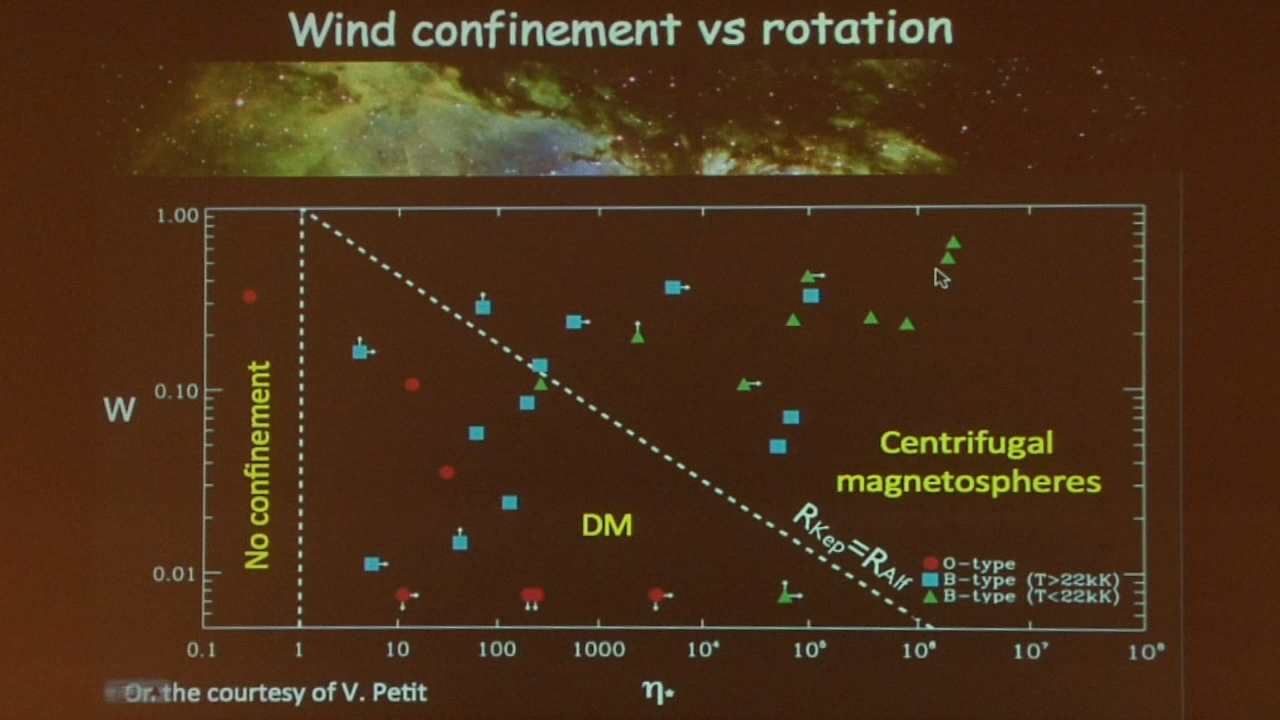 Wind confinement vs rotation
1.00
0.10
0.01
W
No confinement
DM
Centrifugal
magnetospheres
R_Kep=R_Alf
O-type
B-type (T>22kK)
B-type (T<22kK)
0.1 1 10 100 1000 10⁴ 10⁵ 10⁶ 10⁷ 10⁸
the courtesy of V. Petit
η*